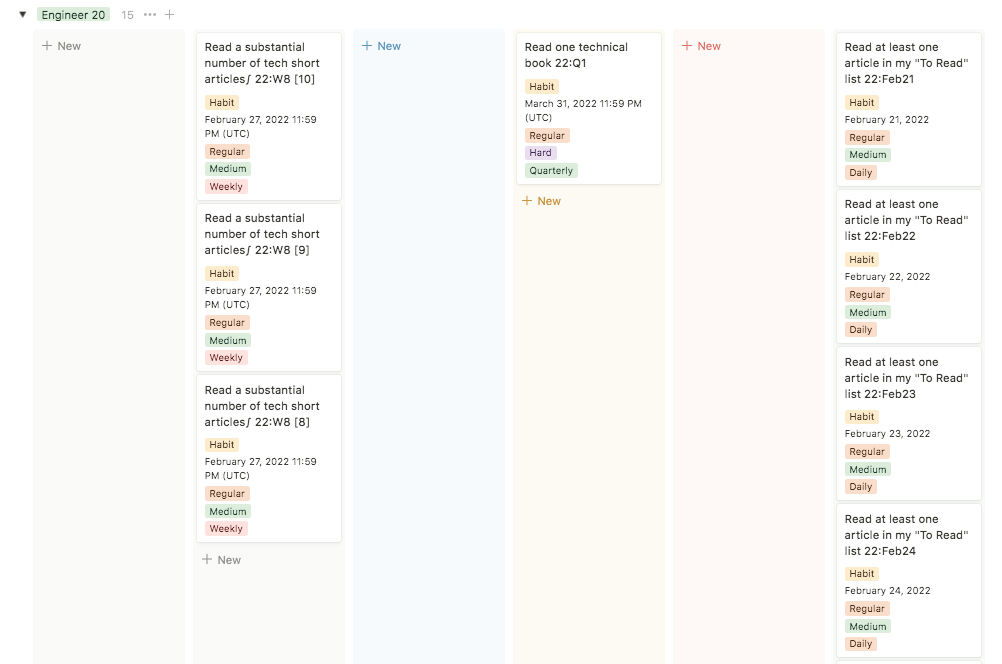 Engineer 20 15
New
Read a substantial
number of tech short
articles∫ 22:W8 [10]
Habit
February 27, 2022 11:59
PM (UTC)
Regular
Medium
Weekly
Read a substantial
number of tech short
articles∫ 22:W8 [9]
Habit
February 27, 2022 11:59
PM (UTC)
Regular
Medium
Weekly
Read a substantial
number of tech short
articles∫ 22:W8 [8]
Habit
February 27, 2022 11:59
PM (UTC)
Regular
Medium
Weekly
New
New
Read one technical
book 22:Q1
Habit
March 31, 2022 11:59 PM
(UTC)
Regular
Hard
Quarterly
New
New
Read at least one
article in my "To Read"
list 22:Feb21
Habit
February 21, 2022
Regular
Medium
Daily
Read at least one
article in my "To Read"
list 22:Feb22
Habit
February 22, 2022
Regular
Medium
Daily
Read at least one
article in my "To Read"
list 22:Feb23
Habit
February 23, 2022
Regular
Medium
Daily
Read at least one
article in my "To Read"
list 22:Feb24
Habit
February 24, 2022
Regular
Medium
Daily